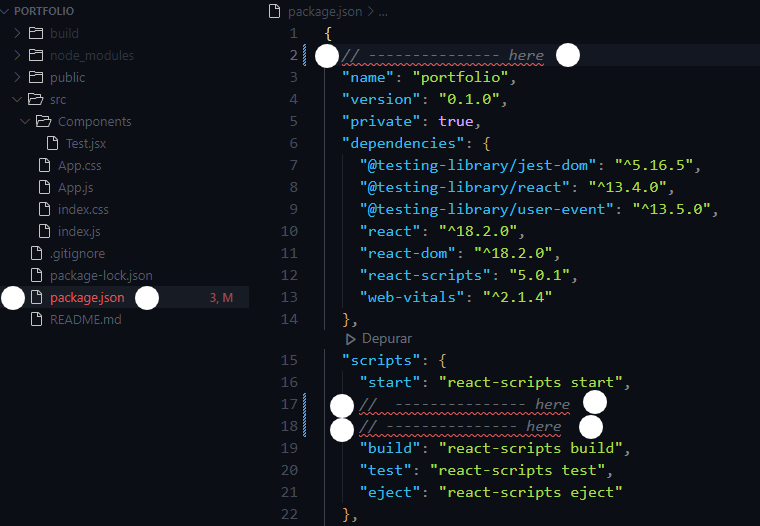 PORTFOLIO
build
node_modules
public
src
Components
Test.jsx
App.css
App.js
index.css
index.js
.gitignore
package-lock.json
package.json 3, M
README.md
package.json > ...
1 {
2 // --------------- here
3 "name": "portfolio",
4 "version": "0.1.0",
5 "private": true,
6 "dependencies": {
7 "@testing-library/jest-dom": "^5.16.5",
8 "@testing-library/react": "^13.4.0",
9 "@testing-library/user-event": "^13.5.0",
10 "react": "^18.2.0",
11 "react-dom": "^18.2.0",
12 "react-scripts": "5.0.1",
13 "web-vitals": "^2.1.4"
14 },
Depurar
15 "scripts": {
16 "start": "react-scripts start",
17 //  --------------- here
18 // --------------- here
19 "build": "react-scripts build",
20 "test": "react-scripts test",
21 "eject": "react-scripts eject"
22 },